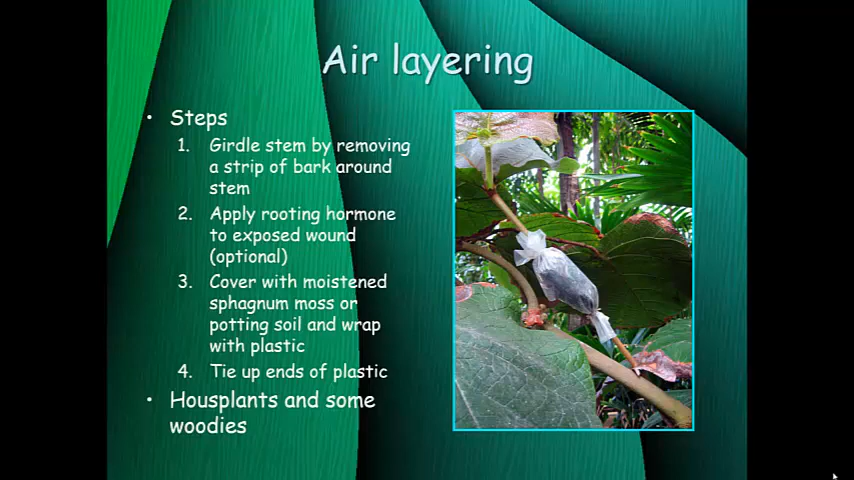 Air layering
• Steps
1. Girdle stem by removing
a strip of bark around
stem
2. Apply rooting hormone
to exposed wound
(optional)
3. Cover with moistened
sphagnum moss or
potting soil and wrap
with plastic
4. Tie up ends of plastic
• Housplants and some
woodies